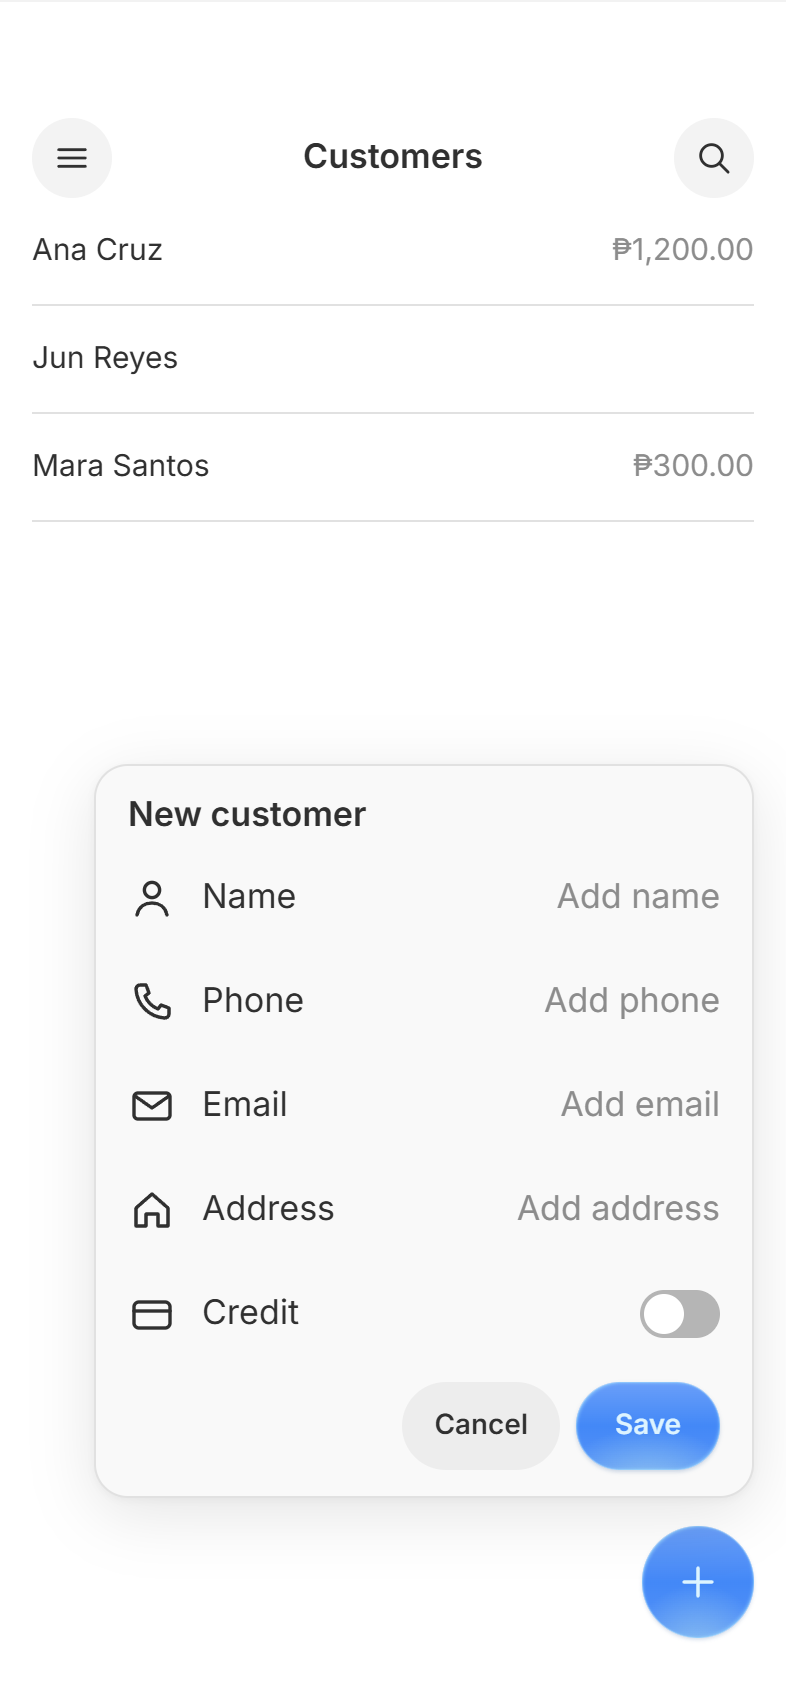 Customers
Ana Cruz ₱1,200.00
Jun Reyes
Mara Santos ₱300.00
New customer
Name Add name
Phone Add phone
Email Add email
Address Add address
Credit
Cancel Save